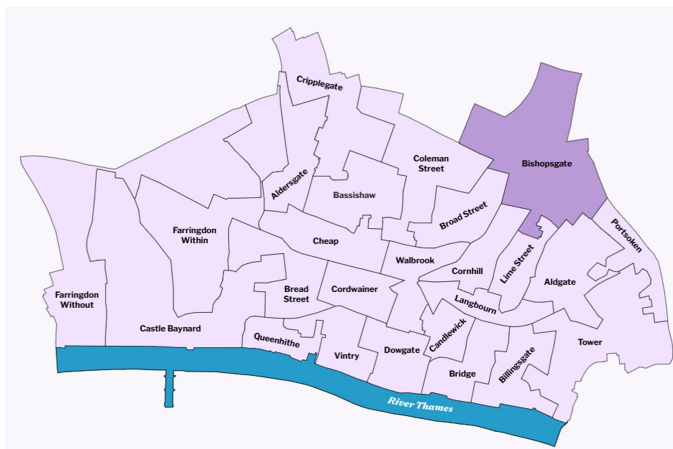 Cripplegate
Bishopsgate
Coleman
Street
Aldersgate
Bassishaw
Broad Street
Portsoken
Farringdon
Within
Cheap
Walbrook
Cornhill
Lime Street
Aldgate
Farringdon
Without
Bread
Street
Cordwainer
Langbourn
Castle Baynard
Queenhithe
Vintry
Dowgate
Candlewick
Bridge
Billingsgate
Tower
River Thames